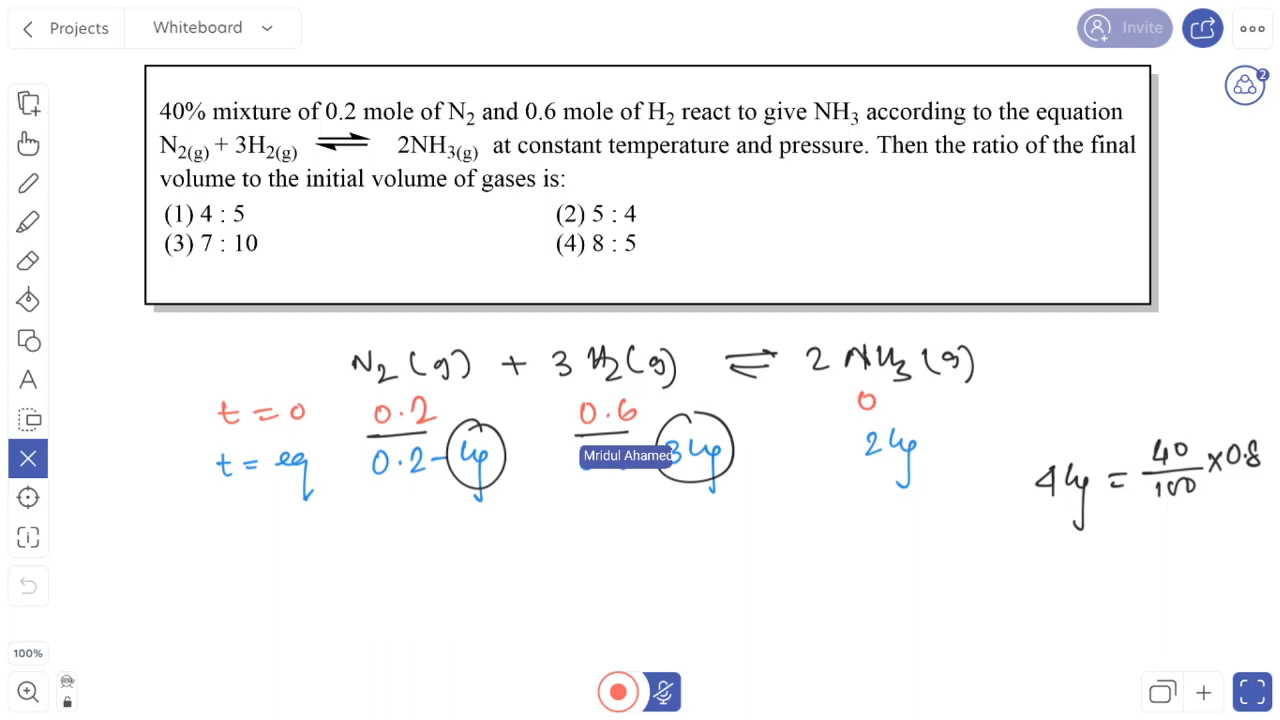 Projects
Whiteboard
Invite
2
40% mixture of 0.2 mole of N₂ and 0.6 mole of H₂ react to give NH₃ according to the equation
N₂(g) + 3H₂(g) ⇌ 2NH₃(g) at constant temperature and pressure. Then the ratio of the final
volume to the initial volume of gases is:
(1) 4 : 5 (2) 5 : 4
(3) 7 : 10 (4) 8 : 5
N₂(g) + 3 H₂(g) ⇌ 2 NH₃(g)
t = 0 0.2 0.6 0
t = eq 0.2 - y 3y 2y
Mridul Ahamed
4y = 40/100 × 0.8
100%